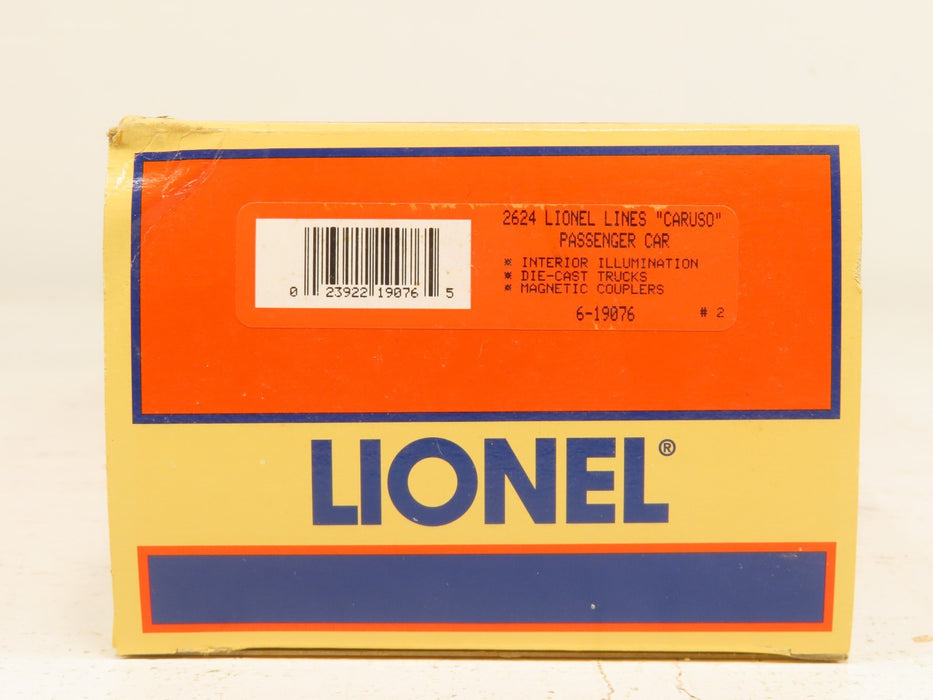 2624 LIONEL LINES "CARUSO"
PASSENGER CAR
* INTERIOR ILLUMINATION
* DIE-CAST TRUCKS
* MAGNETIC COUPLERS
6-19076 # 2
0 23922 19076 5
LIONEL®